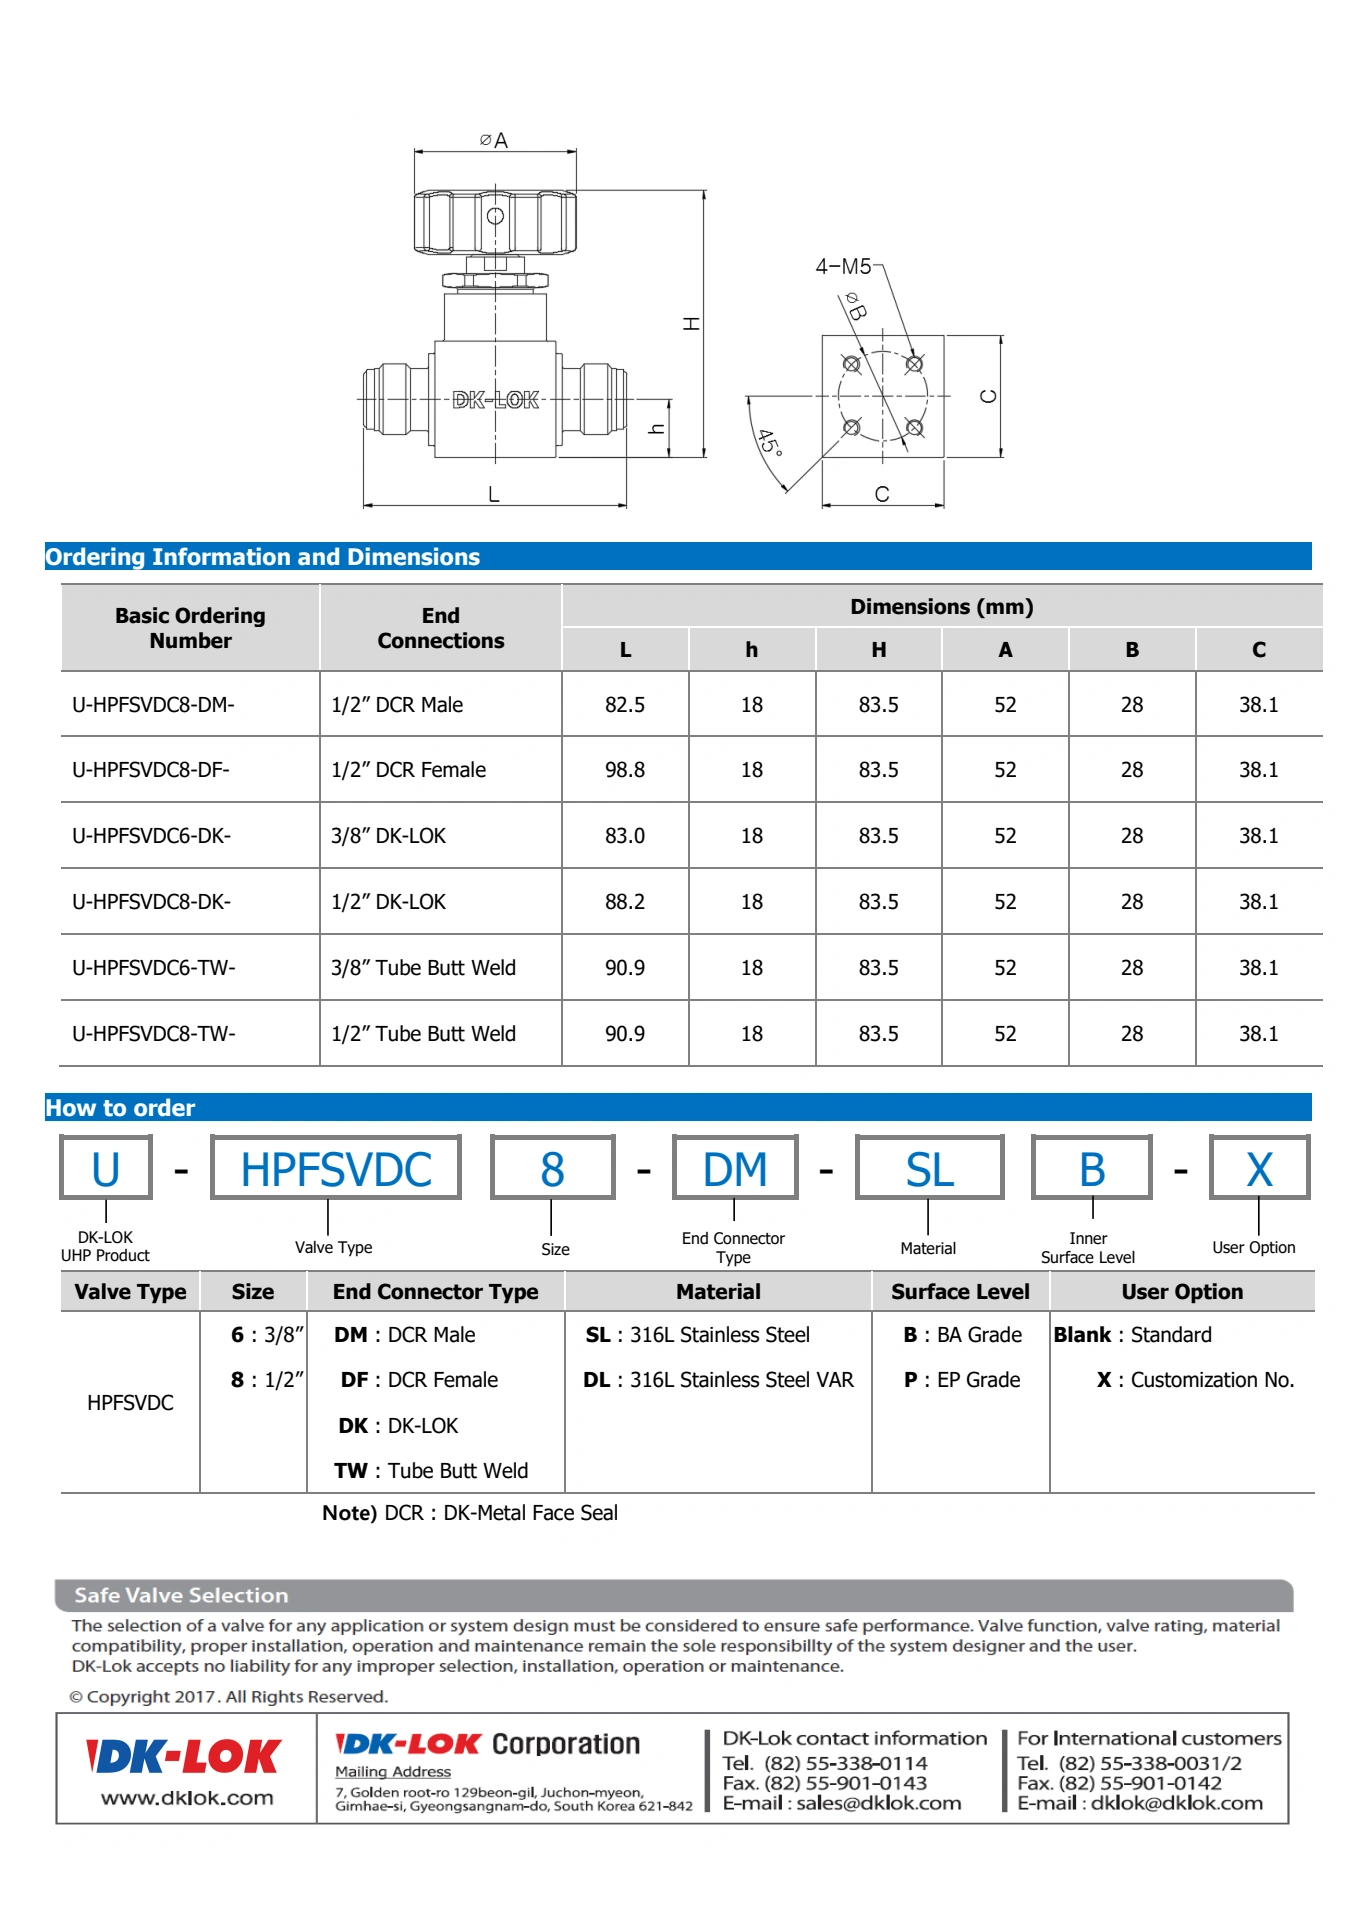 ⌀A
4-M5
⌀B
H
C
DK-LOK
h
45°
L
C
Ordering Information and Dimensions
Basic Ordering Number End Connections Dimensions (mm)
L h H A B C
U-HPFSVDC8-DM- 1/2″ DCR Male 82.5 18 83.5 52 28 38.1
U-HPFSVDC8-DF- 1/2″ DCR Female 98.8 18 83.5 52 28 38.1
U-HPFSVDC6-DK- 3/8″ DK-LOK 83.0 18 83.5 52 28 38.1
U-HPFSVDC8-DK- 1/2″ DK-LOK 88.2 18 83.5 52 28 38.1
U-HPFSVDC6-TW- 3/8″ Tube Butt Weld 90.9 18 83.5 52 28 38.1
U-HPFSVDC8-TW- 1/2″ Tube Butt Weld 90.9 18 83.5 52 28 38.1
How to order
U - HPFSVDC 8 - DM - SL B - X
DK-LOK
UHP Product
Valve Type
Size
End Connector
Type
Material
Inner
Surface Level
User Option
Valve Type Size End Connector Type Material Surface Level User Option
6 : 3/8″ DM : DCR Male SL : 316L Stainless Steel B : BA Grade Blank : Standard
8 : 1/2″ DF : DCR Female DL : 316L Stainless Steel VAR P : EP Grade X : Customization No.
HPFSVDC
DK : DK-LOK
TW : Tube Butt Weld
Note) DCR : DK-Metal Face Seal
Safe Valve Selection
The selection of a valve for any application or system design must be considered to ensure safe performance. Valve function, valve rating, material
compatibility, proper installation, operation and maintenance remain the sole responsibillty of the system designer and the user.
DK-Lok accepts no liability for any improper selection, installation, operation or maintenance.
© Copyright 2017. All Rights Reserved.
DK-LOK
www.dklok.com
DK-LOK Corporation
Mailing Address
7, Golden root-ro 129beon-gil, Juchon-myeon,
Gimhae-si, Gyeongsangnam-do, South Korea 621-842
DK-Lok contact information
Tel. (82) 55-338-0114
Fax. (82) 55-901-0143
E-mail : sales@dklok.com
For International customers
Tel. (82) 55-338-0031/2
Fax. (82) 55-901-0142
E-mail : dklok@dklok.com